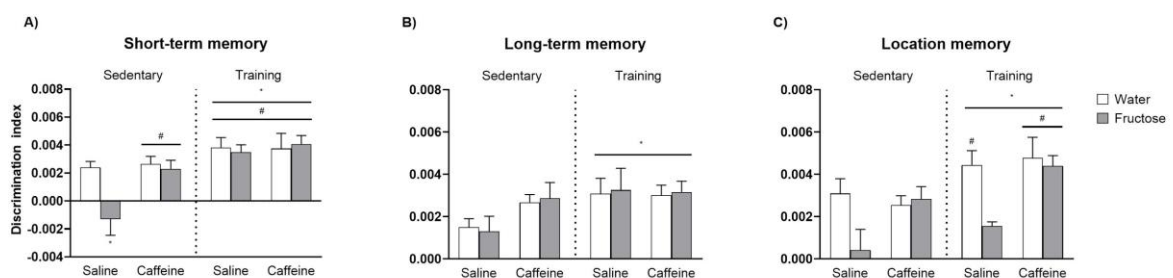 A)
Short-term memory
Sedentary Training
Discrimination index
0.008
0.006
0.004
0.002
0.000
-0.002
-0.004
*
#
*
#
Saline Caffeine Saline Caffeine
B)
Long-term memory
Sedentary Training
0.008
0.006
0.004
0.002
0.000
*
Saline Caffeine Saline Caffeine
C)
Location memory
Sedentary Training
0.008
0.006
0.004
0.002
0.000
*
#
#
Saline Caffeine Saline Caffeine
Water
Fructose